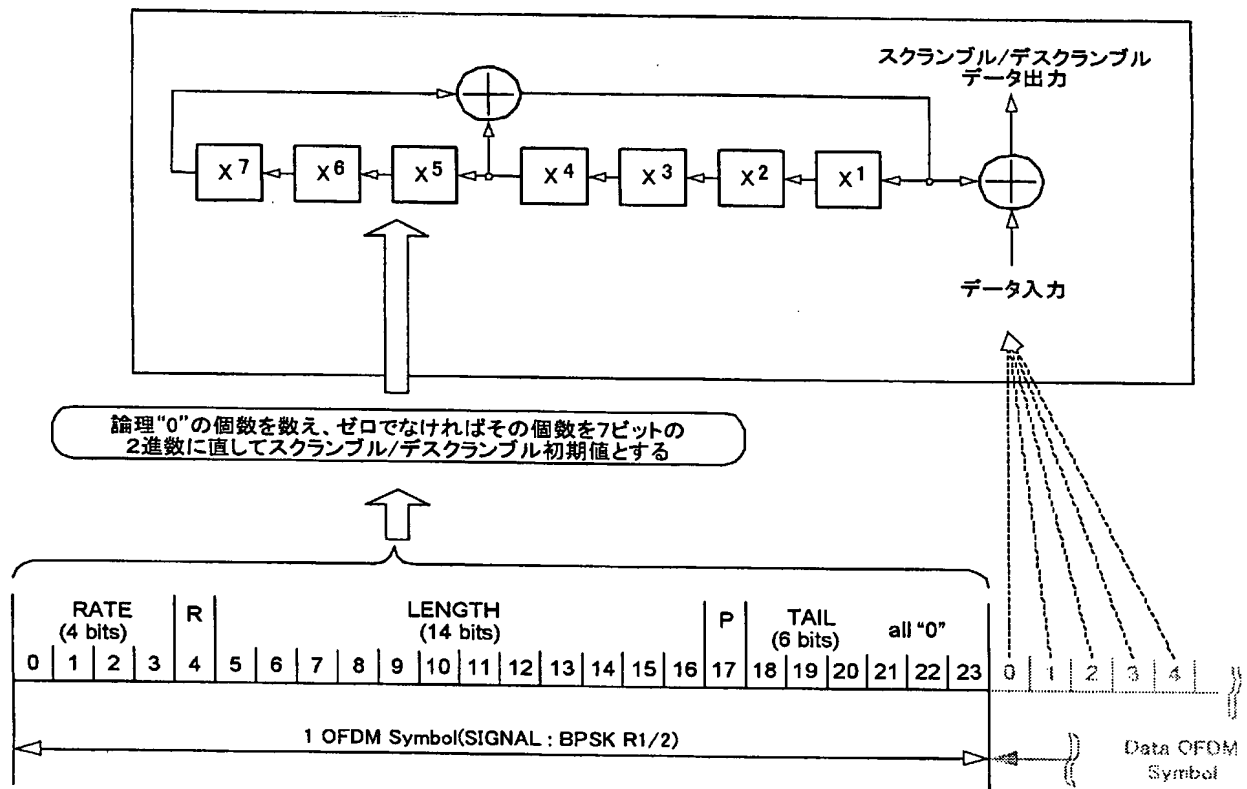 スクランブル/デスクランブル
データ出力
X7 X6 X5 X4 X3 X2 X1
データ入力
論理“0”の個数を数え、ゼロでなければその個数を7ビットの
2進数に直してスクランブル/デスクランブル初期値とする
RATE R LENGTH P TAIL all “0”
(4 bits) (14 bits) (6 bits)
0 1 2 3 4 5 6 7 8 9 10 11 12 13 14 15 16 17 18 19 20 21 22 23 0 1 2 3 4
1 OFDM Symbol(SIGNAL : BPSK R1/2)
Data OFDM
Symbol